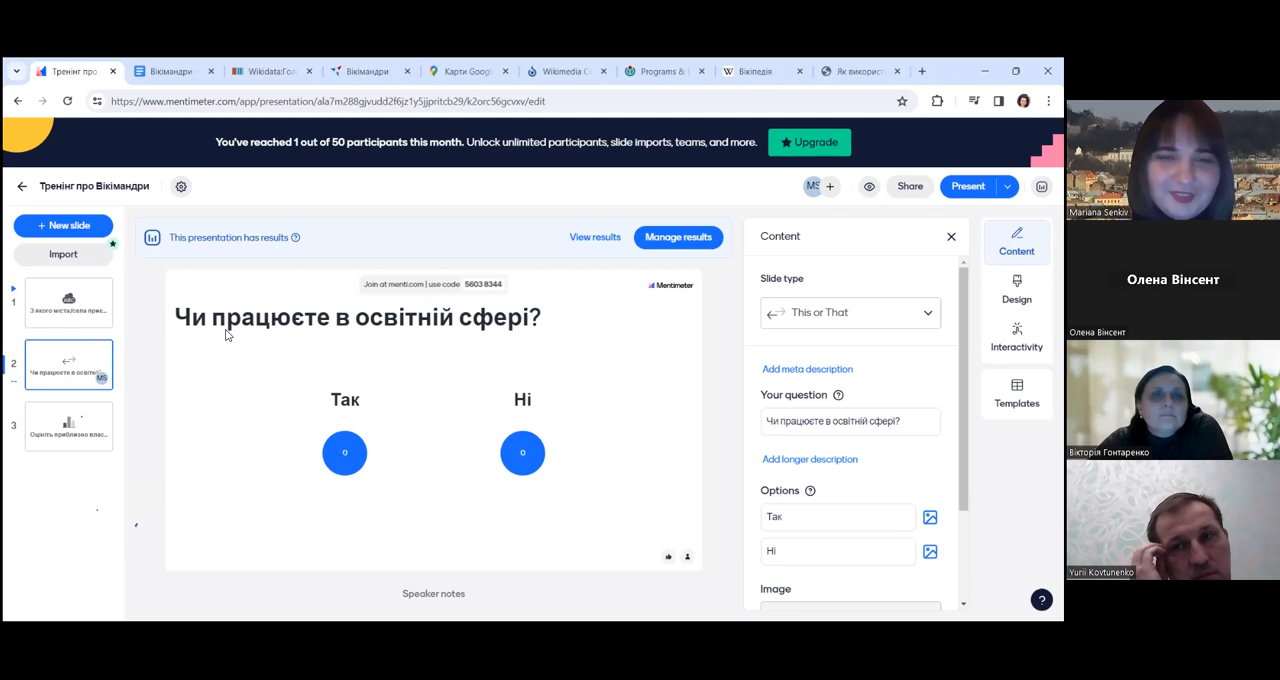 Тренінг про
Вікімандри
Wikidata:Гол
Вікімандри
Карти Google
Wikimedia Co
Programs & E
Вікіпедія
Як використ
https://www.mentimeter.com/app/presentation/ala7m288gjvudd2f6jz1y5jjpritcb29/k2orc56gcvxv/edit
You've reached 1 out of 50 participants this month. Unlock unlimited participants, slide imports, teams, and more.
Upgrade
Тренінг про Вікімандри
MS
Share
Present
+ New slide
Import
This presentation has results
View results
Manage results
Content
Content
Design
Interactivity
Templates
1
З якого міста/села приє...
2
Чи працюєте в освітн
MS
3
Оцініть приблизно влас...
Join at menti.com | use code 5603 8344
Mentimeter
Чи працюєте в освітній сфері?
Так
Ні
0
0
Speaker notes
Slide type
This or That
Add meta description
Your question
Чи працюєте в освітній сфері?
Add longer description
Options
Так
Ні
Image
Mariana Senkiv
Олена Вінсент
Олена Вінсент
Вікторія Гонтаренко
Yurii Kovtunenko